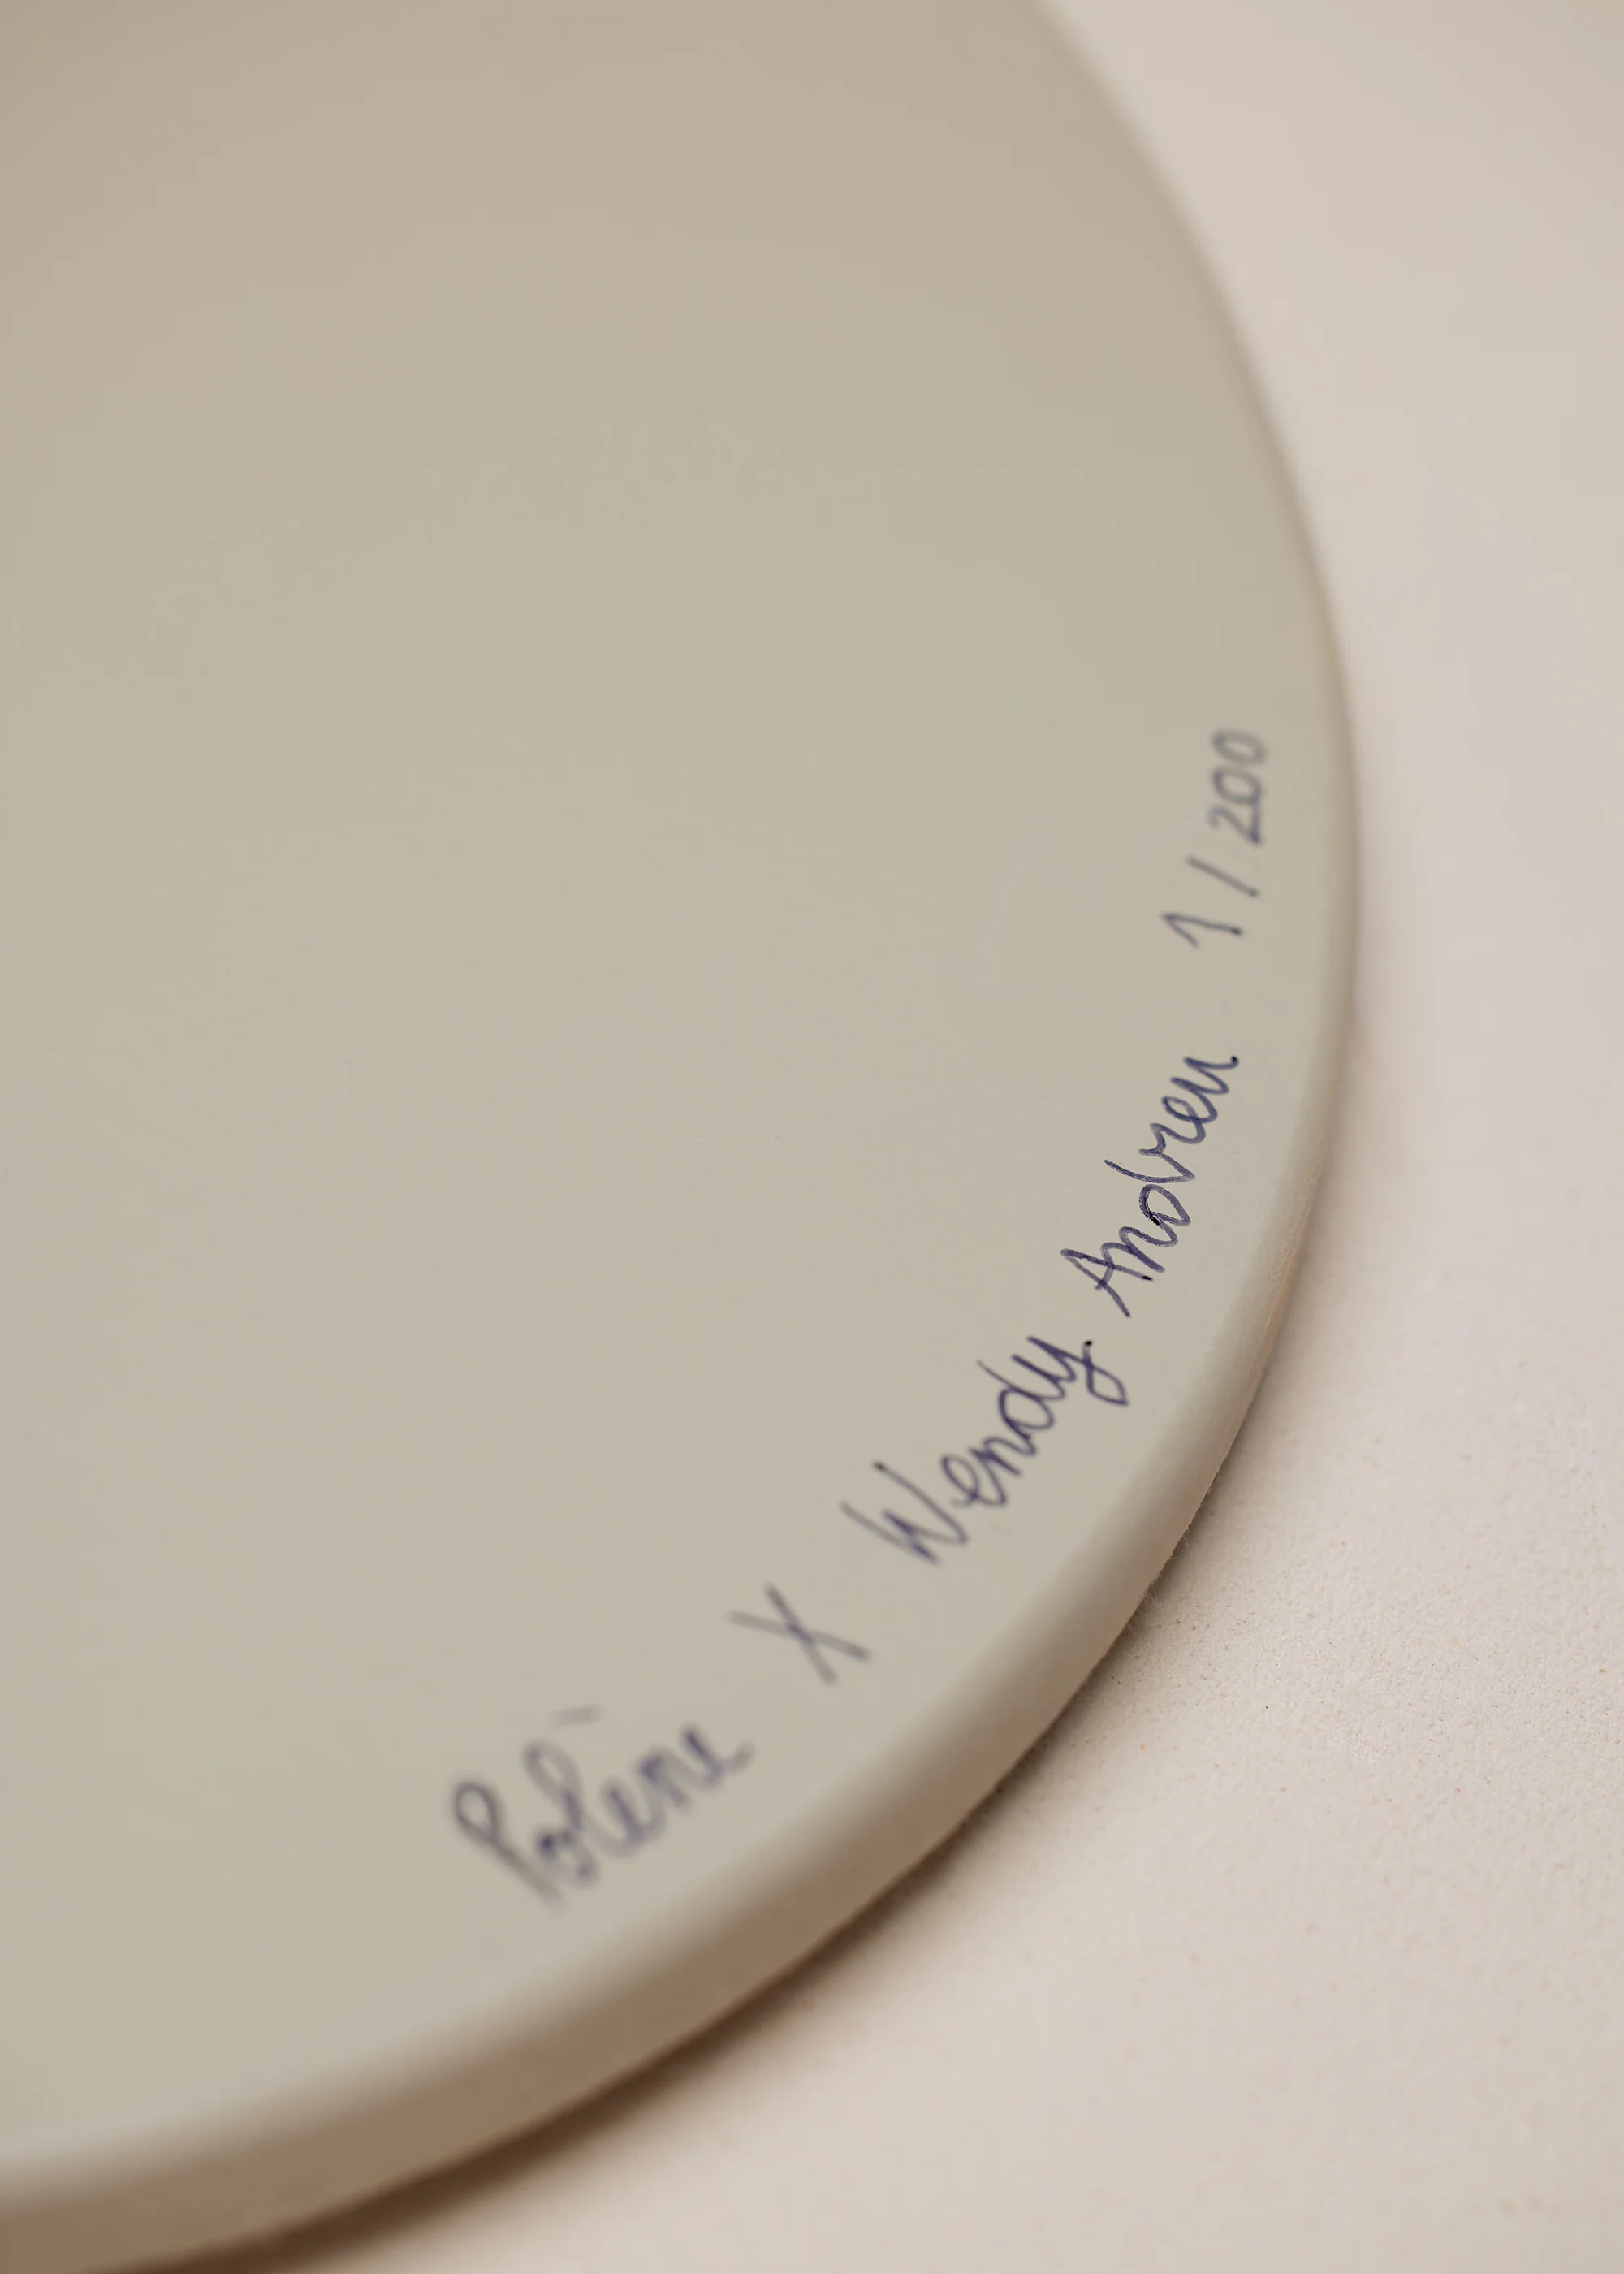 Polène X Wendy Andreu 1/200